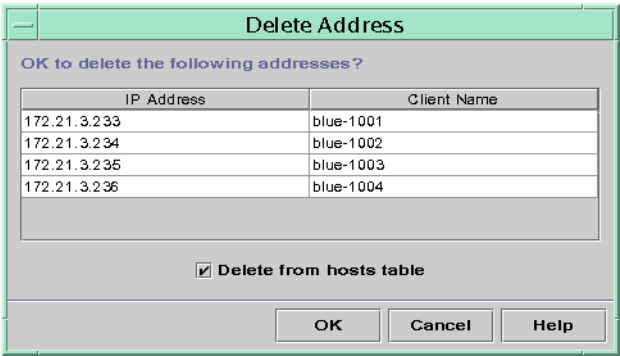 Delete Address
OK to delete the following addresses?
IP Address Client Name
172.21.3.233 blue-1001
172.21.3.234 blue-1002
172.21.3.235 blue-1003
172.21.3.236 blue-1004
Delete from hosts table
OK Cancel Help